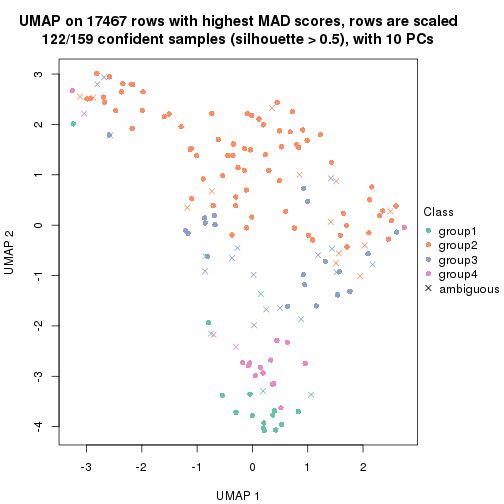 UMAP on 17467 rows with highest MAD scores, rows are scaled
122/159 confident samples (silhouette > 0.5), with 10 PCs
3
2
1
0
-1
-2
-3
-4
UMAP 2
-3
-2
-1
0
1
2
UMAP 1
Class
group1
group2
group3
group4
ambiguous